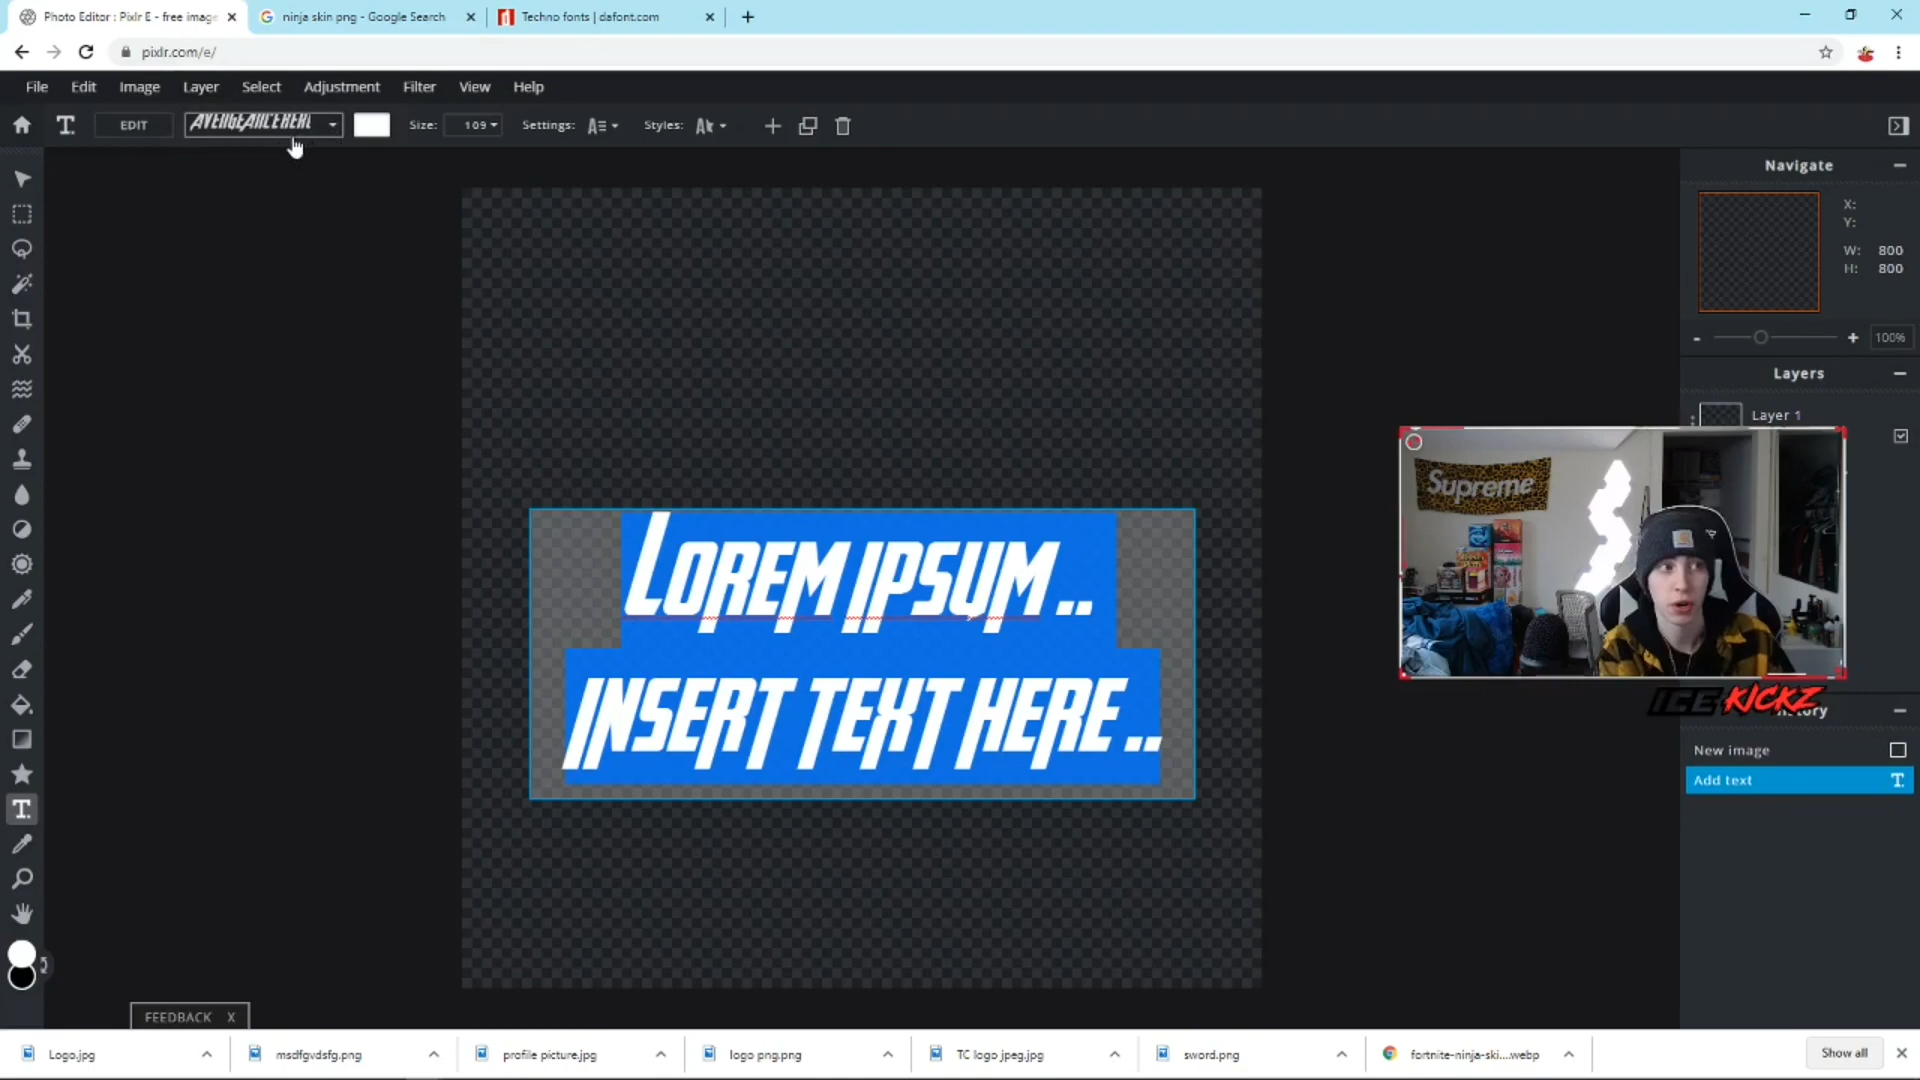 Photo Editor : Pixlr E - free image
ninja skin png - Google Search
Techno fonts | dafont.com
pixlr.com/e/
File Edit Image Layer Select Adjustment Filter View Help
EDIT
Size: 109
Settings:
Styles:
Navigate
X:
Y:
W: 800
H: 800
100%
Layers
Layer 1
Supreme
LOREM IPSUM ..
INSERT TEXT HERE ..
ICE KICKZ
New image
Add text
FEEDBACK X
Logo.jpg
msdfgvdsfg.png
profile picture.jpg
logo png.png
TC logo jpeg.jpg
sword.png
fortnite-ninja-ski....webp
Show all